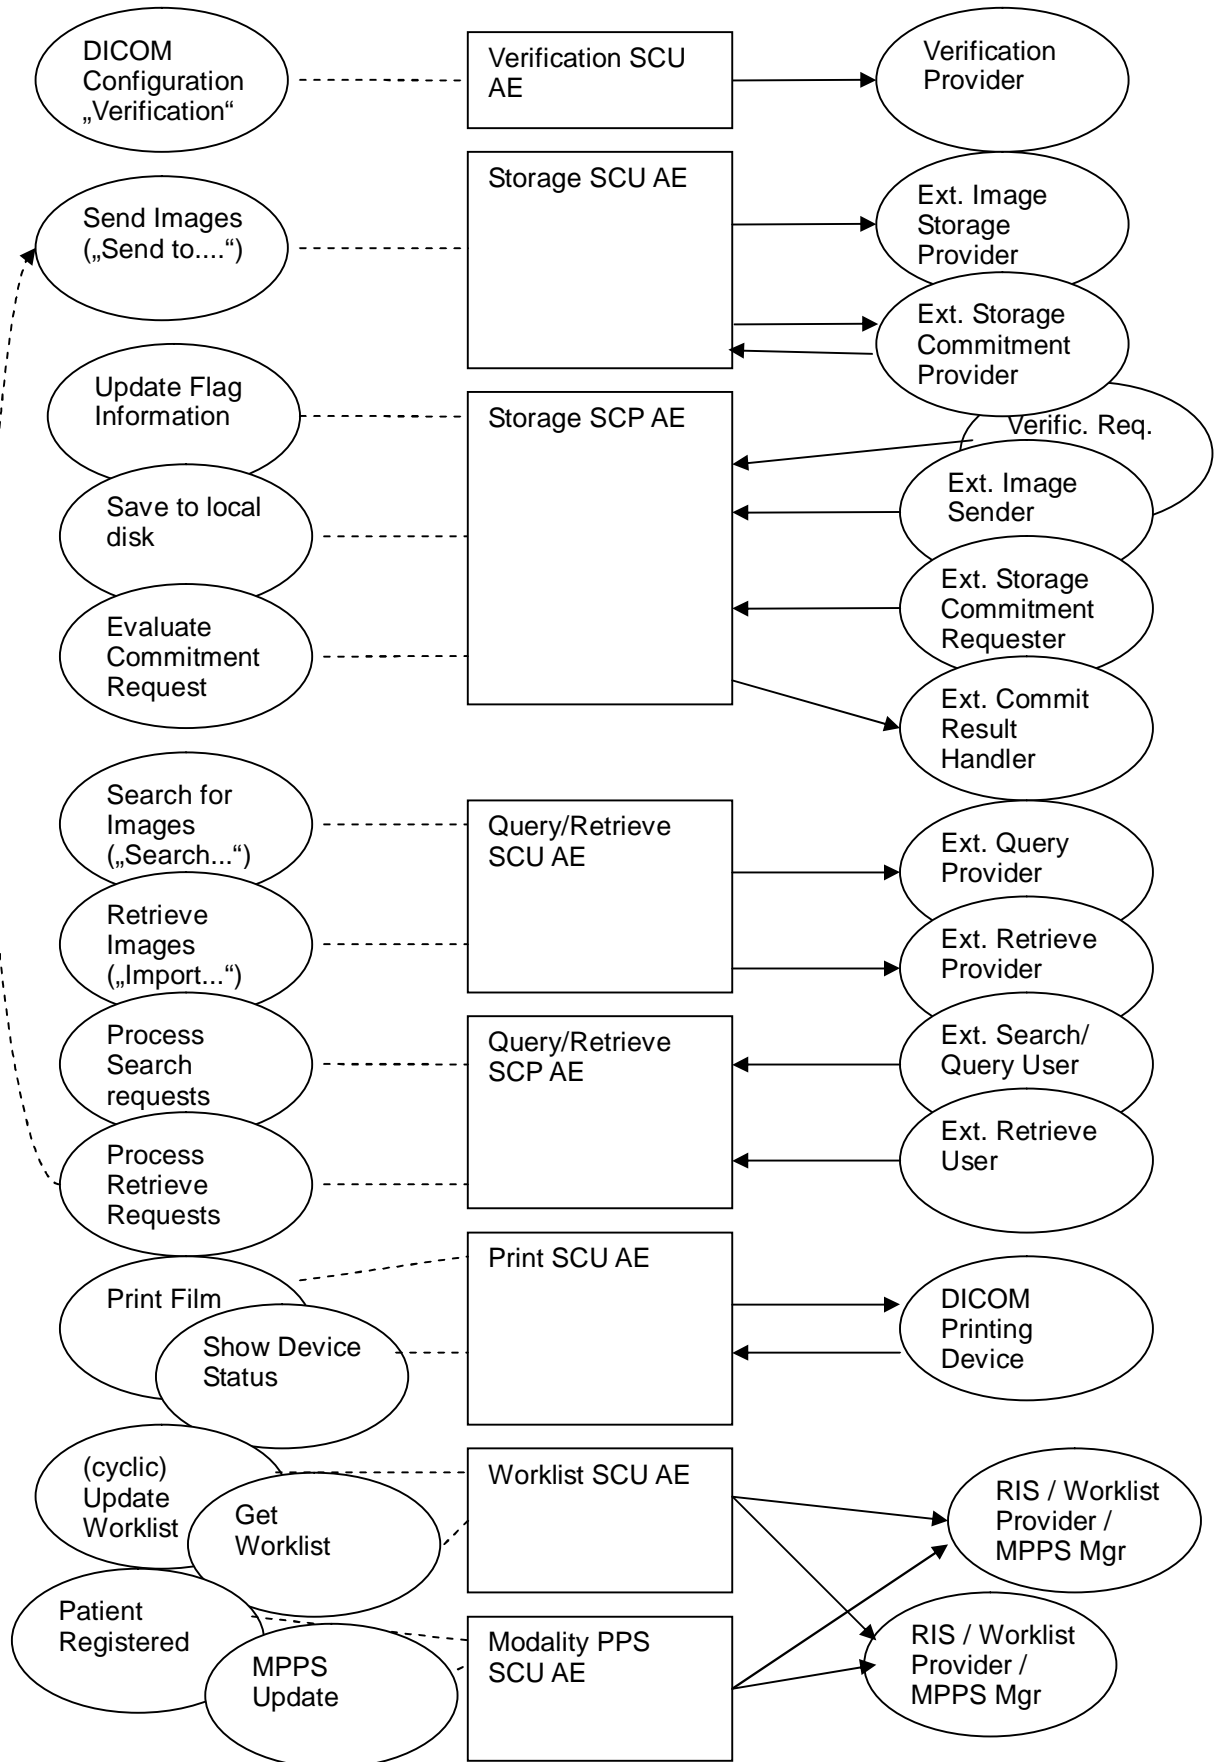 DICOM
Configuration
„Verification“
Verification SCU
AE
Verification
Provider
Send Images
(„Send to....“)
Storage SCU AE
Ext. Image
Storage
Provider
Ext. Storage
Commitment
Provider
Update Flag
Information
Storage SCP AE
Verific. Req.
Save to local
disk
Ext. Image
Sender
Evaluate
Commitment
Request
Ext. Storage
Commitment
Requester
Ext. Commit
Result
Handler
Search for
Images
(„Search...“)
Query/Retrieve
SCU AE
Ext. Query
Provider
Retrieve
Images
(„Import...“)
Ext. Retrieve
Provider
Process
Search
requests
Query/Retrieve
SCP AE
Ext. Search/
Query User
Process
Retrieve
Requests
Ext. Retrieve
User
Print Film
Show Device
Status
Print SCU AE
DICOM
Printing
Device
(cyclic)
Update
Worklist
Get
Worklist
Worklist SCU AE
RIS / Worklist
Provider /
MPPS Mgr
Patient
Registered
MPPS
Update
Modality PPS
SCU AE
RIS / Worklist
Provider /
MPPS Mgr